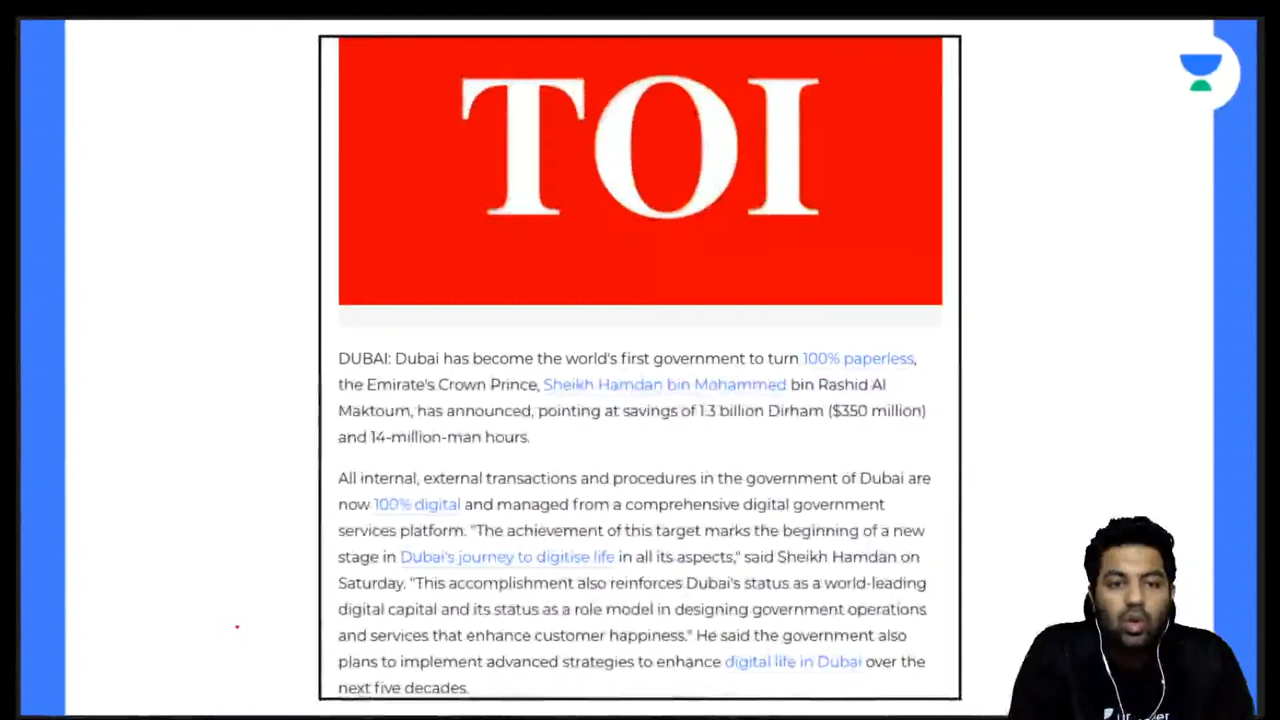 TOI
DUBAI: Dubai has become the world's first government to turn 100% paperless,
the Emirate's Crown Prince, Sheikh Hamdan bin Mohammed bin Rashid Al
Maktoum, has announced, pointing at savings of 1.3 billion Dirham ($350 million)
and 14-million-man hours.
All internal, external transactions and procedures in the government of Dubai are
now 100% digital and managed from a comprehensive digital government
services platform. "The achievement of this target marks the beginning of a new
stage in Dubai's journey to digitise life in all its aspects," said Sheikh Hamdan on
Saturday. "This accomplishment also reinforces Dubai's status as a world-leading
digital capital and its status as a role model in designing government operations
and services that enhance customer happiness." He said the government also
plans to implement advanced strategies to enhance digital life in Dubai over the
next five decades.